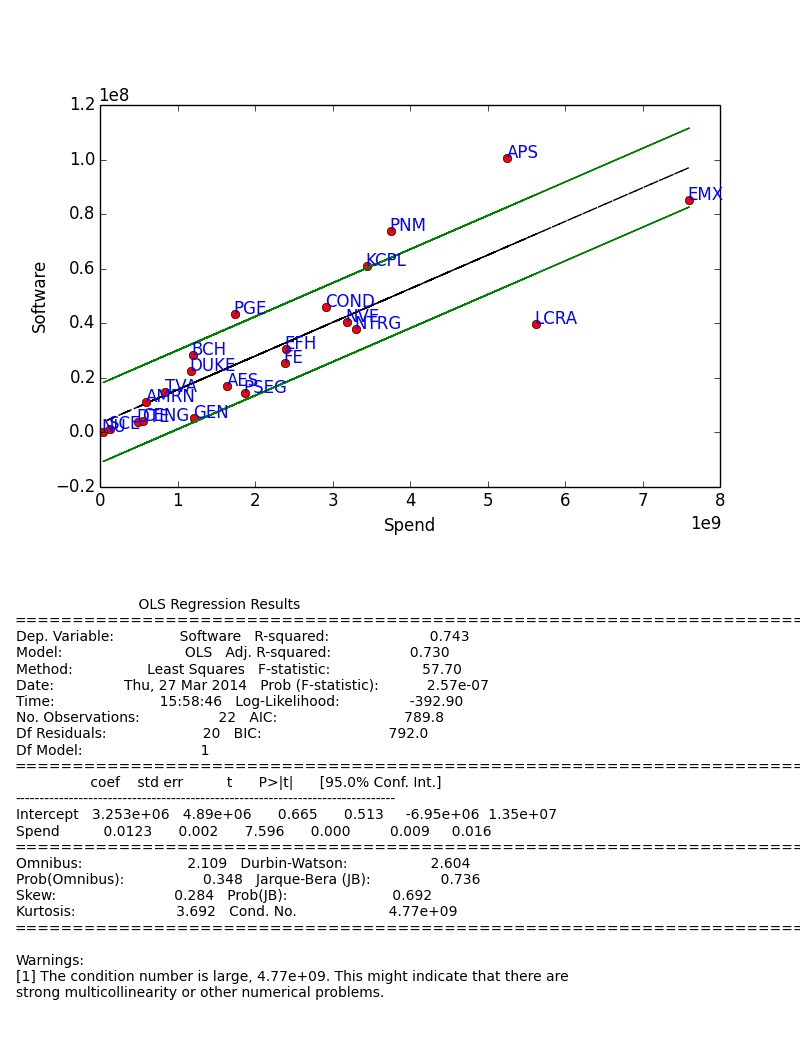 1e8
1.2
1.0
0.8
0.6
0.4
0.2
0.0
−0.2
Software
APS
EMX
PNM
KCPL
COND
PGE
NVE
NTRG
LCRA
BCH
EFH
FE
DUKE
TVA
AES
PSEG
AMRN
NU
SCE
DTE
OENG
GEN
0 1 2 3 4 5 6 7 8
Spend
1e9
OLS Regression Results
==============================================================================
Dep. Variable: Software R-squared: 0.743
Model: OLS Adj. R-squared: 0.730
Method: Least Squares F-statistic: 57.70
Date: Thu, 27 Mar 2014 Prob (F-statistic): 2.57e-07
Time: 15:58:46 Log-Likelihood: -392.90
No. Observations: 22 AIC: 789.8
Df Residuals: 20 BIC: 792.0
Df Model: 1
==============================================================================
coef std err t P>|t| [95.0% Conf. Int.]
------------------------------------------------------------------------------
Intercept 3.253e+06 4.89e+06 0.665 0.513 -6.95e+06 1.35e+07
Spend 0.0123 0.002 7.596 0.000 0.009 0.016
==============================================================================
Omnibus: 2.109 Durbin-Watson: 2.604
Prob(Omnibus): 0.348 Jarque-Bera (JB): 0.736
Skew: 0.284 Prob(JB): 0.692
Kurtosis: 3.692 Cond. No. 4.77e+09
==============================================================================
Warnings:
[1] The condition number is large, 4.77e+09. This might indicate that there are
strong multicollinearity or other numerical problems.